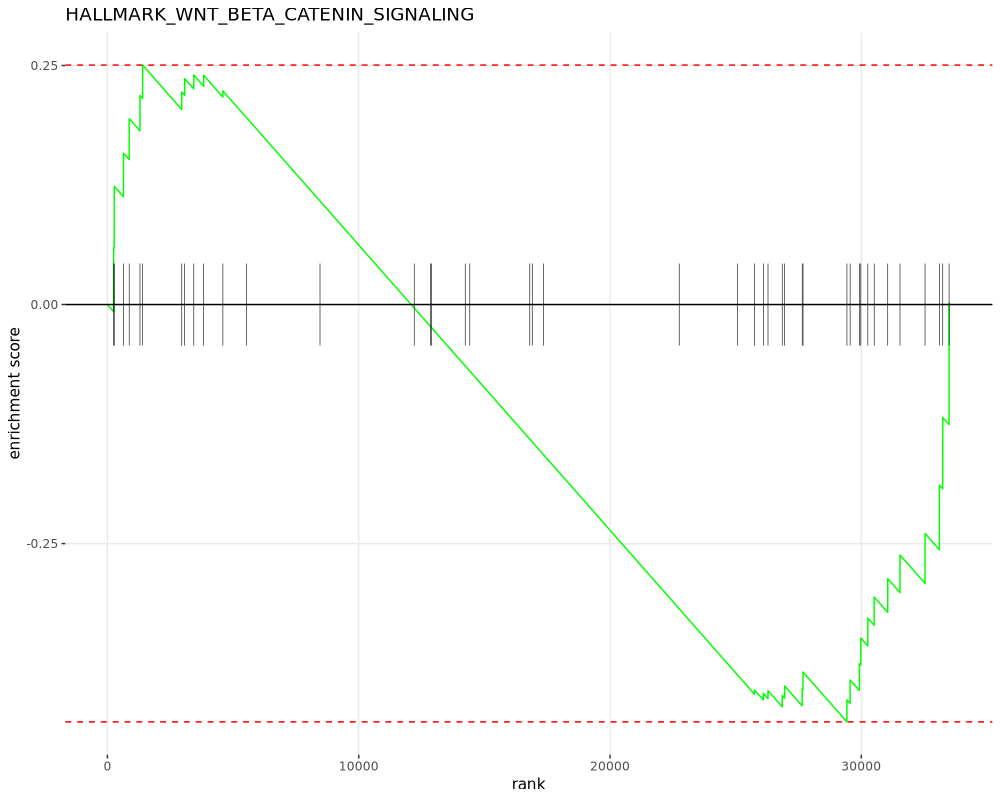 HALLMARK_WNT_BETA_CATENIN_SIGNALING
0.25
0.00
-0.25
enrichment score
0
10000
20000
30000
rank